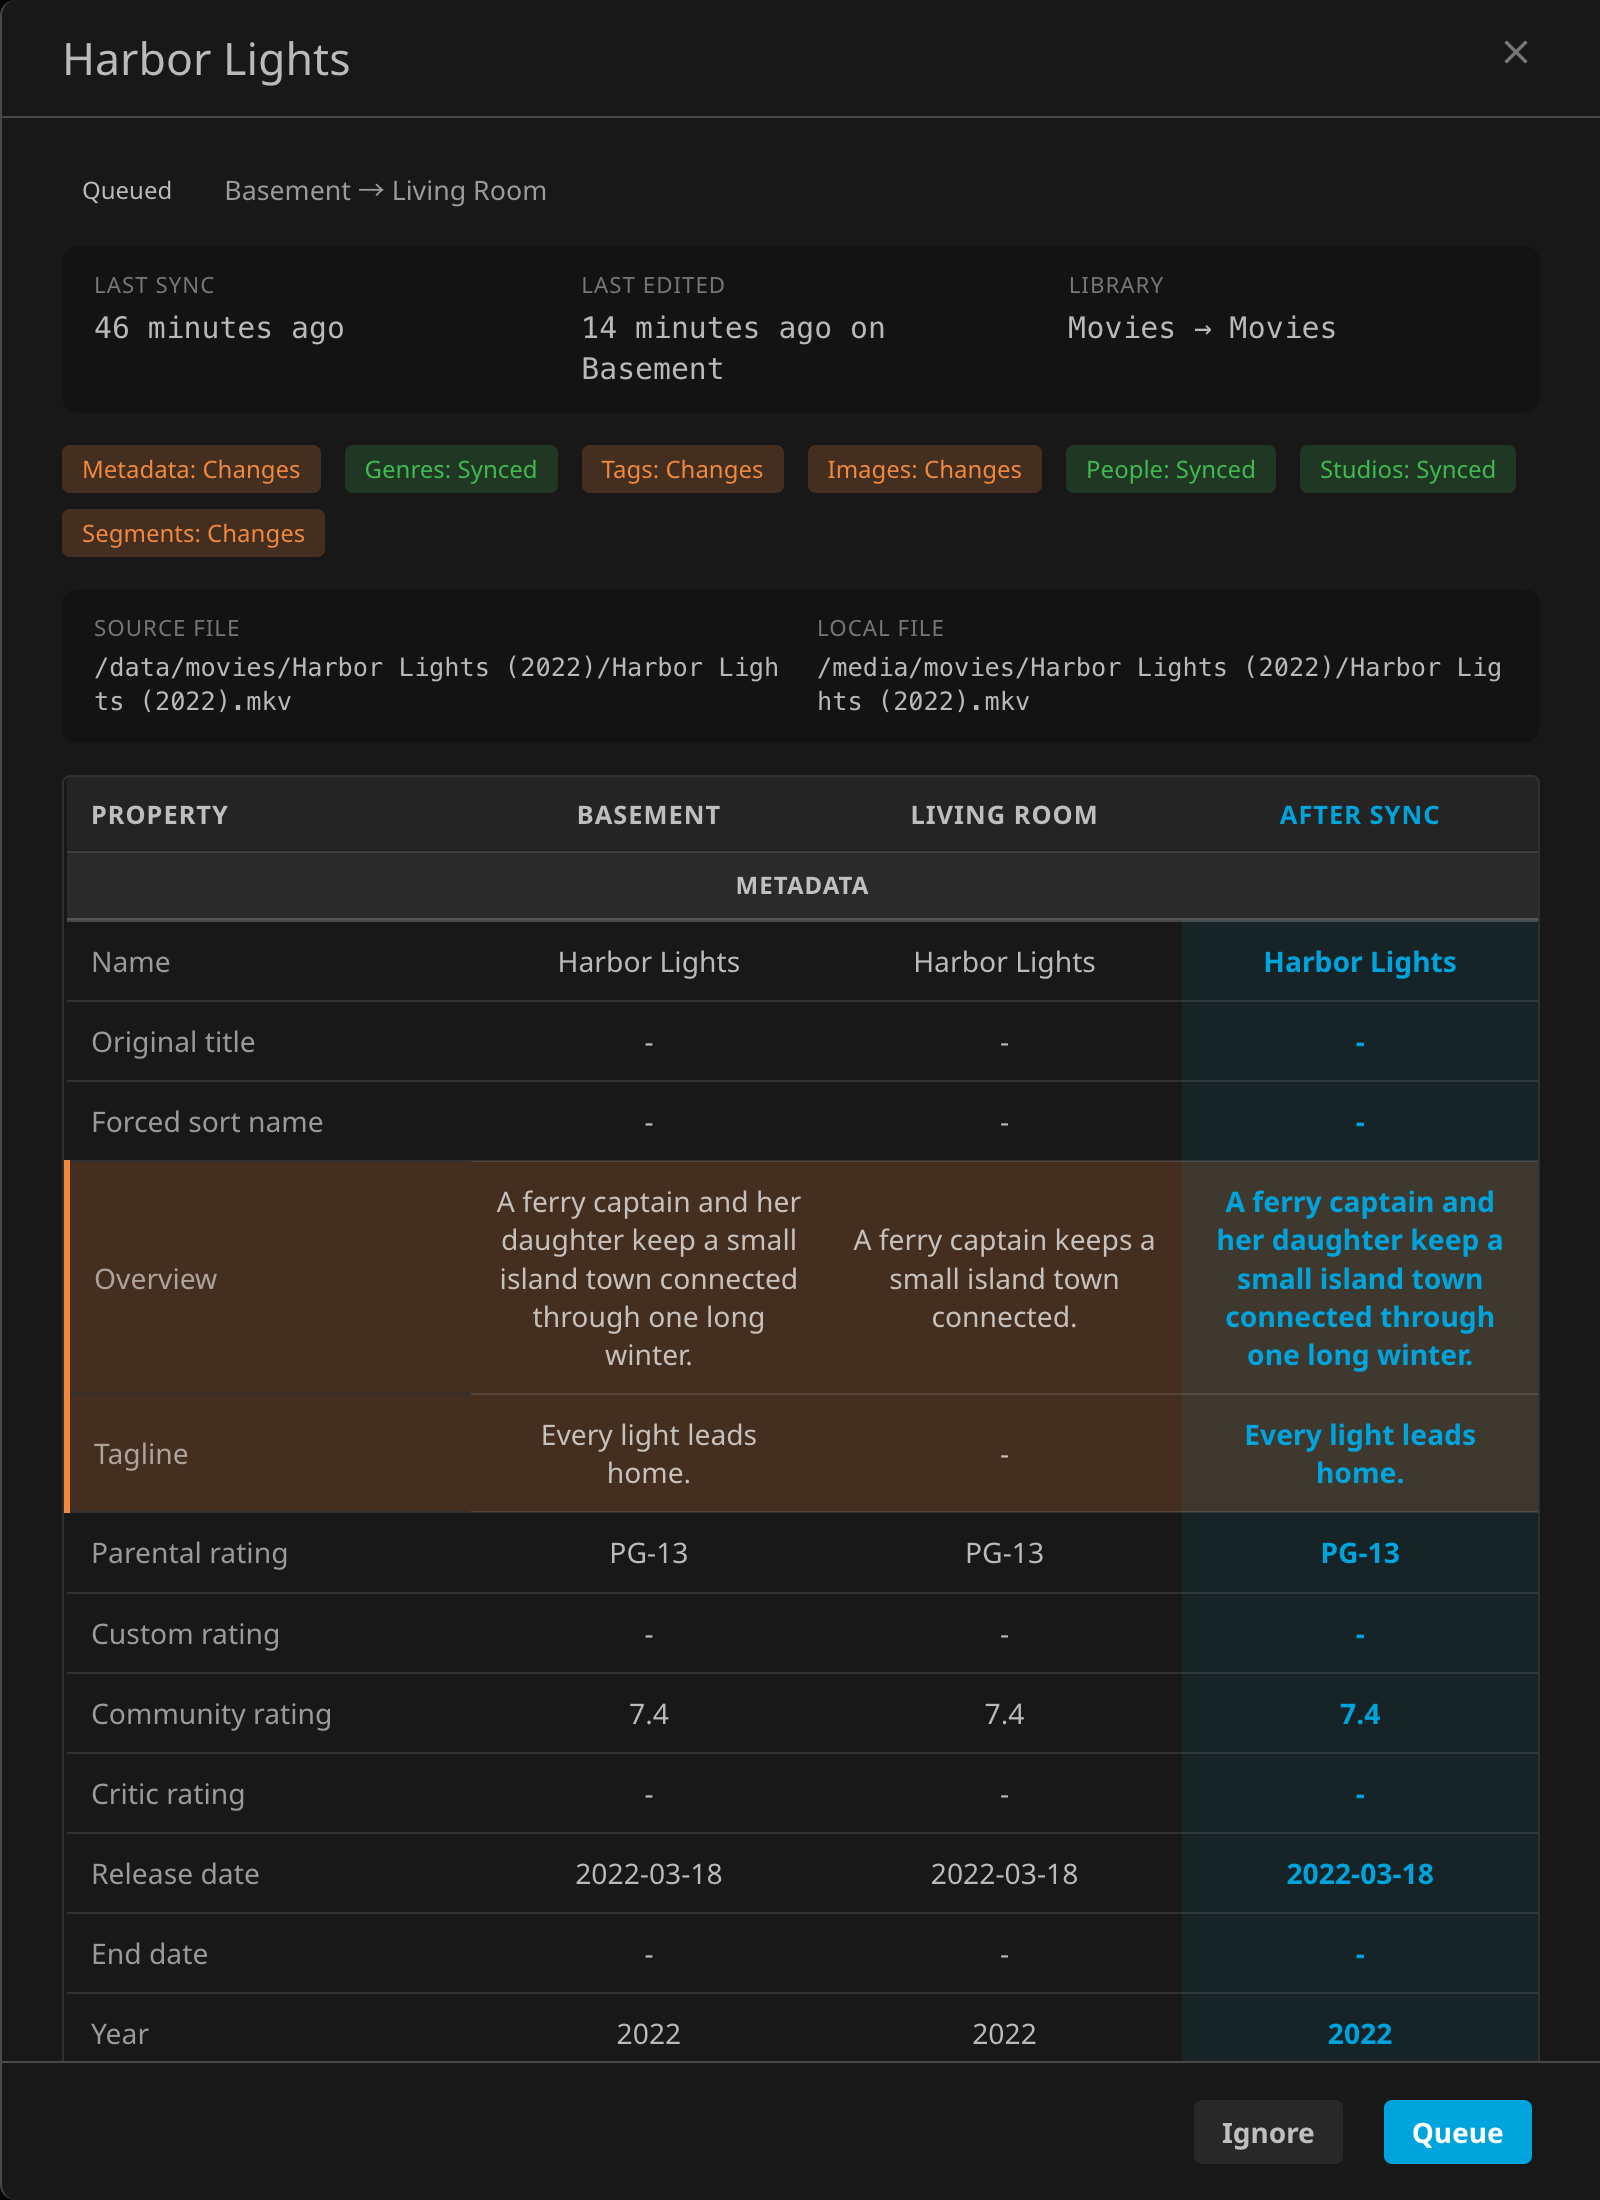 Harbor Lights
×
Queued Basement → Living Room
LAST SYNC LAST EDITED LIBRARY
46 minutes ago 14 minutes ago on Movies → Movies
Basement
Metadata: Changes Genres: Synced Tags: Changes Images: Changes People: Synced Studios: Synced
Segments: Changes
SOURCE FILE LOCAL FILE
/data/movies/Harbor Lights (2022)/Harbor Ligh /media/movies/Harbor Lights (2022)/Harbor Lig
ts (2022).mkv hts (2022).mkv
PROPERTY BASEMENT LIVING ROOM AFTER SYNC
METADATA
Name Harbor Lights Harbor Lights Harbor Lights
Original title - - -
Forced sort name - - -
A ferry captain and her A ferry captain and
daughter keep a small A ferry captain keeps a her daughter keep a
Overview island town connected small island town small island town
through one long connected. connected through
winter. one long winter.
Every light leads Every light leads
Tagline -
home. home.
Parental rating PG-13 PG-13 PG-13
Custom rating - - -
Community rating 7.4 7.4 7.4
Critic rating - - -
Release date 2022-03-18 2022-03-18 2022-03-18
End date - - -
Year 2022 2022 2022
Ignore Queue